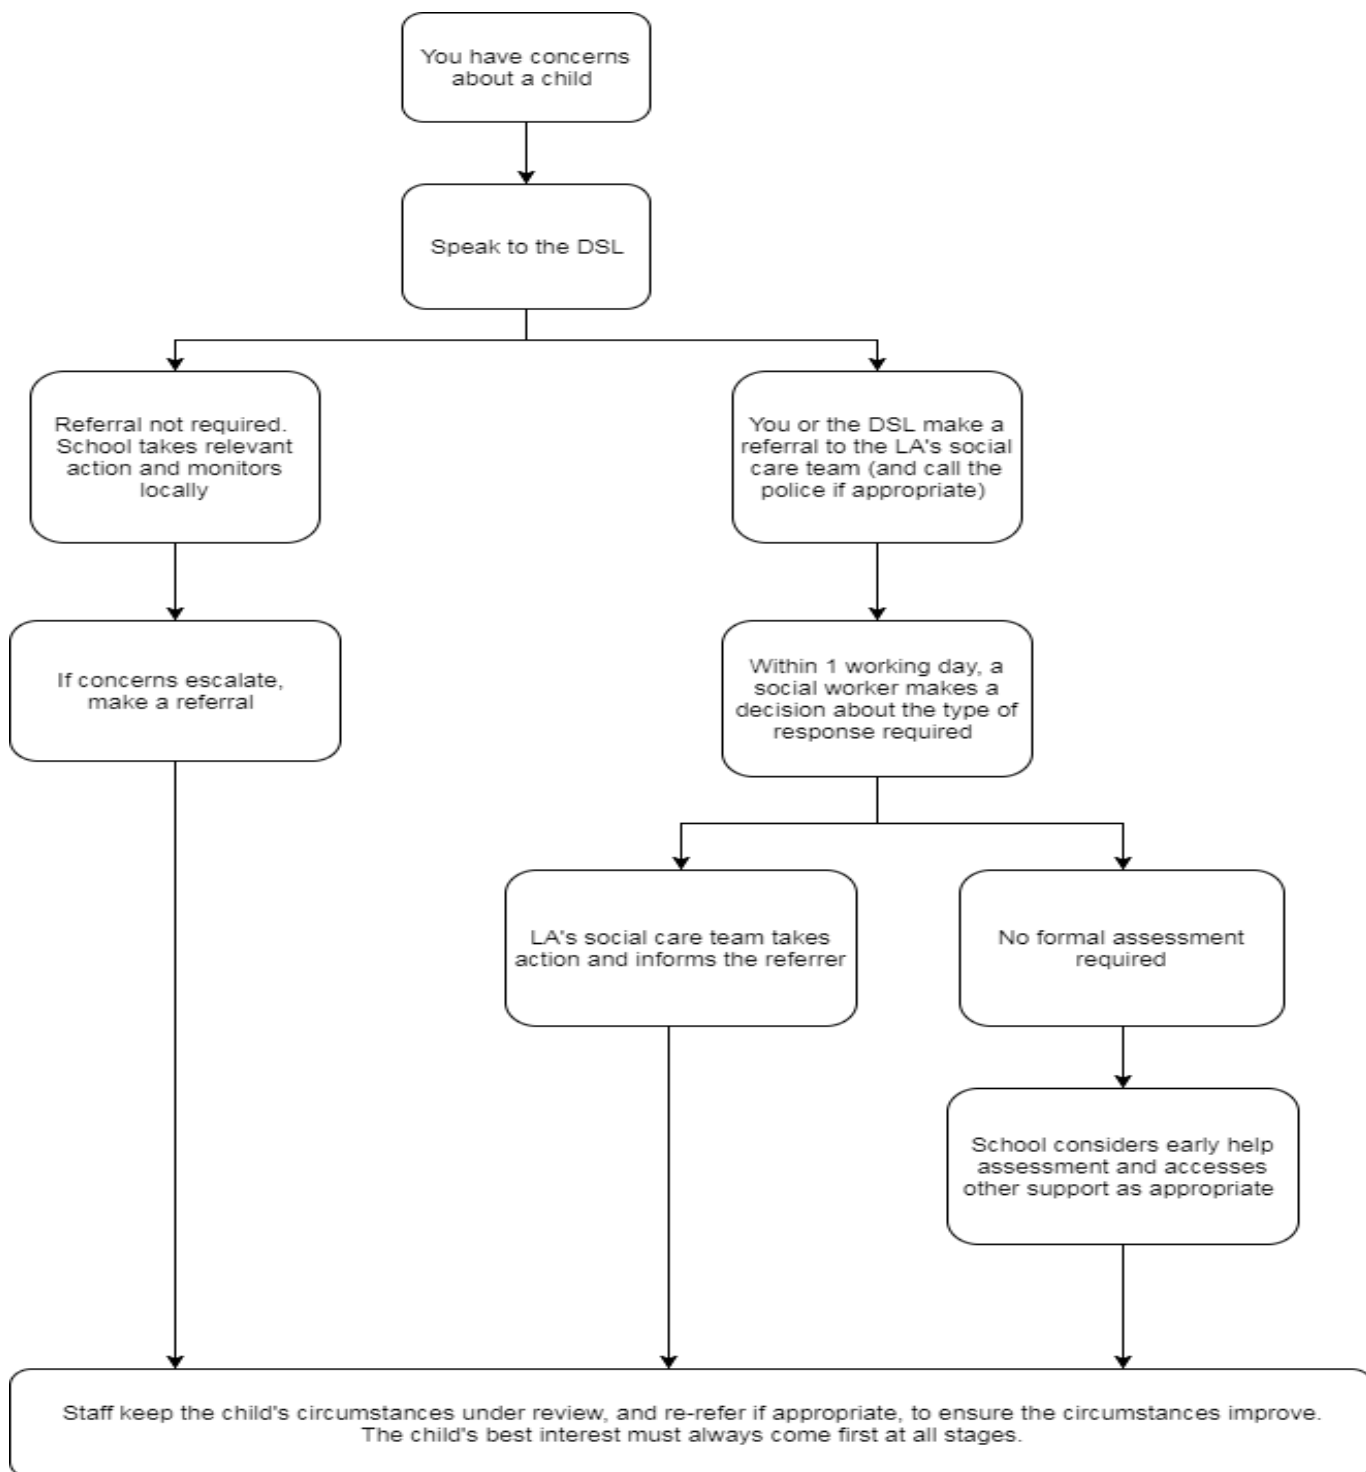 You have concerns
about a child
Speak to the DSL
Referral not required.
School takes relevant
action and monitors
locally
You or the DSL make a
referral to the LA's social
care team (and call the
police if appropriate)
If concerns escalate,
make a referral
Within 1 working day, a
social worker makes a
decision about the type of
response required
LA's social care team takes
action and informs the referrer
No formal assessment
required
School considers early help
assessment and accesses
other support as appropriate
Staff keep the child's circumstances under review, and re-refer if appropriate, to ensure the circumstances improve.
The child's best interest must always come first at all stages.